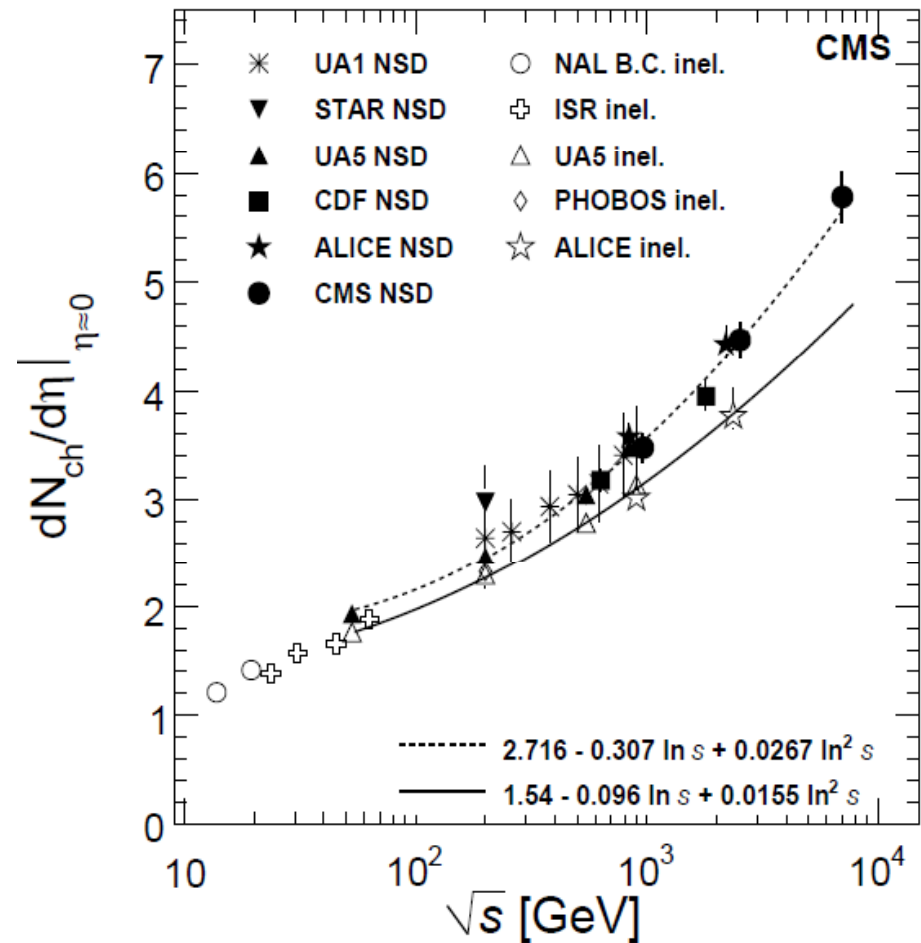 CMS
UA1 NSD
STAR NSD
UA5 NSD
CDF NSD
ALICE NSD
CMS NSD
NAL B.C. inel.
ISR inel.
UA5 inel.
PHOBOS inel.
ALICE inel.
dN_ch/dη|_η≈0
7
6
5
4
3
2
1
0
2.716 - 0.307 ln s + 0.0267 ln² s
1.54 - 0.096 ln s + 0.0155 ln² s
10
10²
10³
10⁴
√s [GeV]